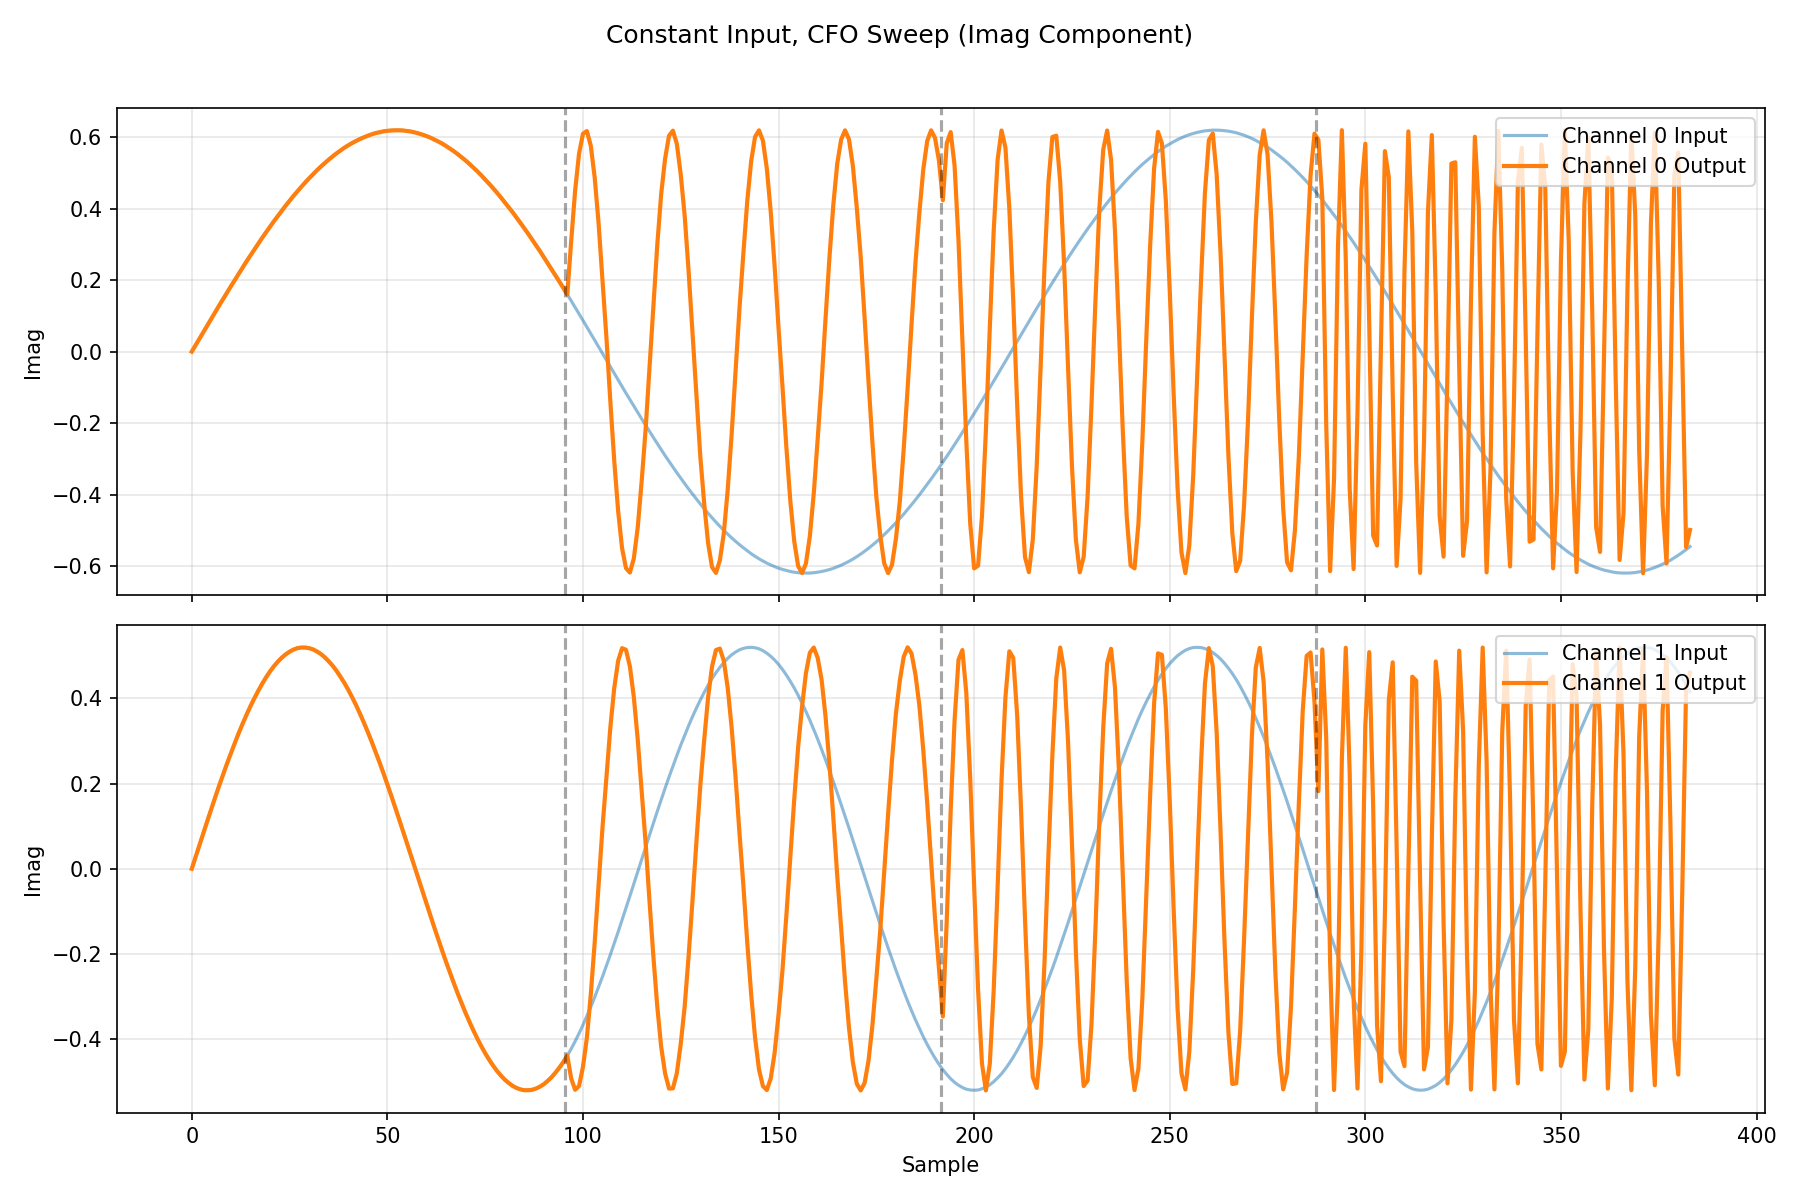 Constant Input, CFO Sweep (Imag Component)
0.6
0.4
0.2
0.0
−0.2
−0.4
−0.6
Imag
Channel 0 Input
Channel 0 Output
0.4
0.2
0.0
−0.2
−0.4
Imag
Channel 1 Input
Channel 1 Output
0 50 100 150 200 250 300 350 400
Sample